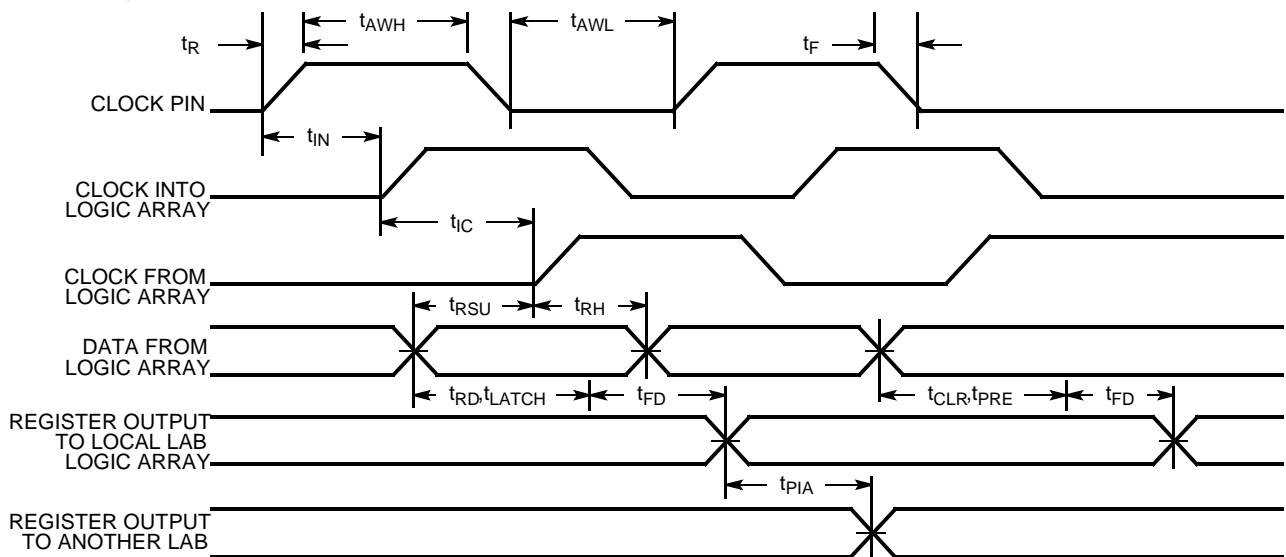 tAWH tAWL
tR tF
CLOCK PIN
tIN
CLOCK INTO
LOGIC ARRAY
tIC
CLOCK FROM
LOGIC ARRAY
tRSU tRH
DATA FROM
LOGIC ARRAY
tRD,tLATCH tFD tCLR,tPRE tFD
REGISTER OUTPUT
TO LOCAL LAB
LOGIC ARRAY
tPIA
REGISTER OUTPUT
TO ANOTHER LAB